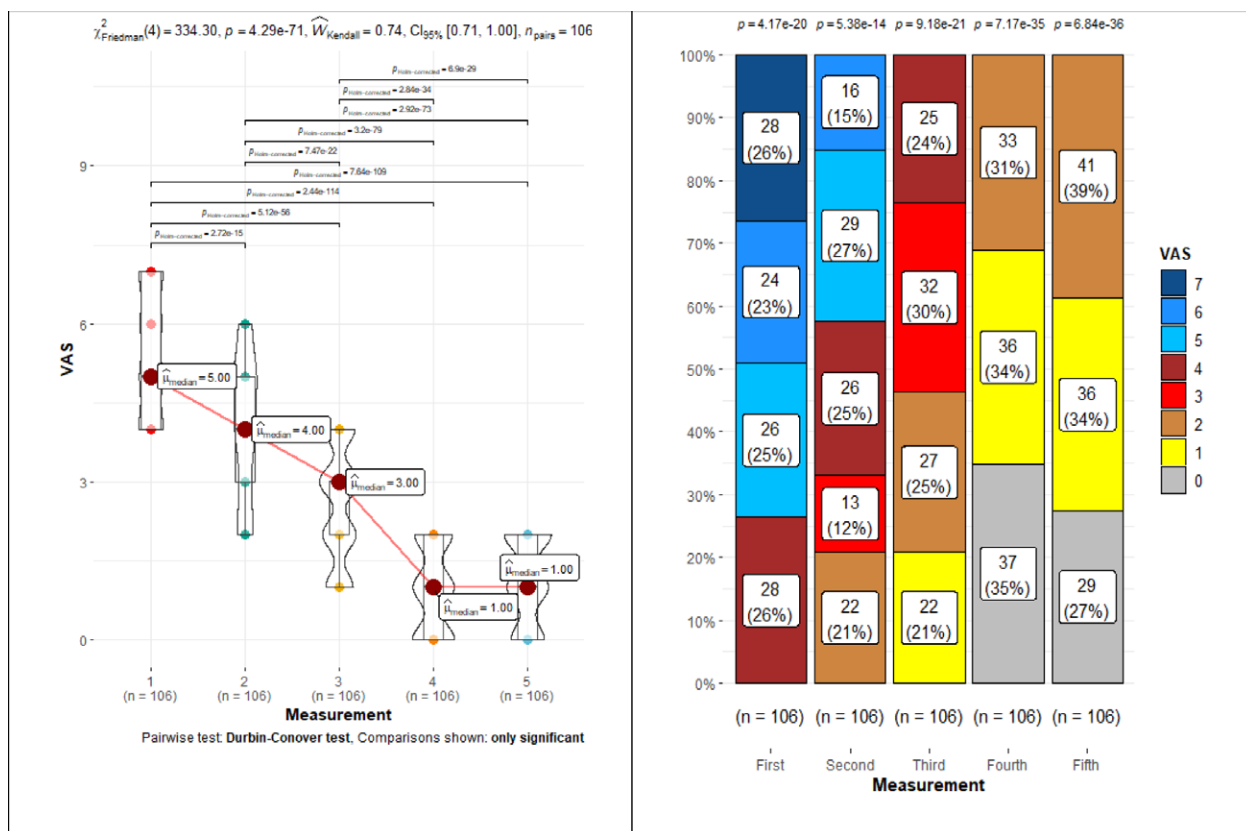 χ²Friedman(4) = 334.30, p = 4.29e-71, ŴKendall = 0.74, CI95% [0.71, 1.00], npairs = 106
pHolm-corrected = 6.9e-29
pHolm-corrected = 2.84e-34
pHolm-corrected = 2.92e-73
pHolm-corrected = 3.2e-79
pHolm-corrected = 7.47e-22
pHolm-corrected = 7.64e-109
pHolm-corrected = 2.44e-114
pHolm-corrected = 5.12e-56
pHolm-corrected = 2.72e-15
VAS
9
6
3
0
μ̂median = 5.00
μ̂median = 4.00
μ̂median = 3.00
μ̂median = 1.00
μ̂median = 1.00
1 2 3 4 5
(n = 106) (n = 106) (n = 106) (n = 106) (n = 106)
Measurement
Pairwise test: Durbin-Conover test, Comparisons shown: only significant
p = 4.17e-20 p = 5.38e-14 p = 9.18e-21 p = 7.17e-35 p = 6.84e-36
100%
90%
80%
70%
60%
50%
40%
30%
20%
10%
0%
28
(26%)
24
(23%)
26
(25%)
28
(26%)
16
(15%)
29
(27%)
26
(25%)
13
(12%)
22
(21%)
25
(24%)
32
(30%)
27
(25%)
22
(21%)
33
(31%)
36
(34%)
37
(35%)
41
(39%)
36
(34%)
29
(27%)
(n = 106) (n = 106) (n = 106) (n = 106) (n = 106)
First Second Third Fourth Fifth
Measurement
VAS
7
6
5
4
3
2
1
0